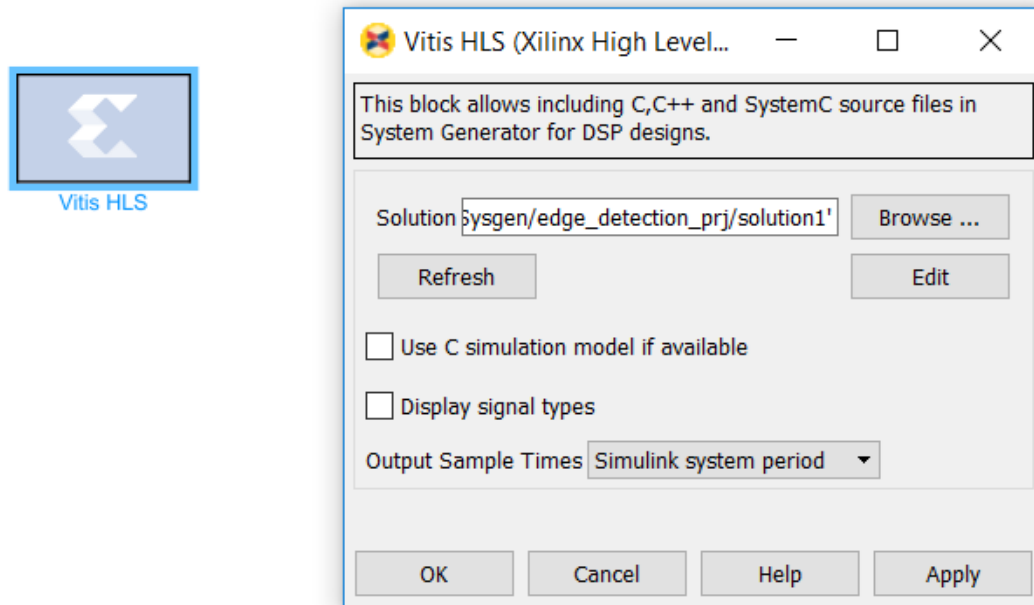 Vitis HLS (Xilinx High Level...
This block allows including C,C++ and SystemC source files in
System Generator for DSP designs.
Vitis HLS
Solution Sysgen/edge_detection_prj/solution1' Browse ...
Refresh Edit
Use C simulation model if available
Display signal types
Output Sample Times Simulink system period
OK Cancel Help Apply